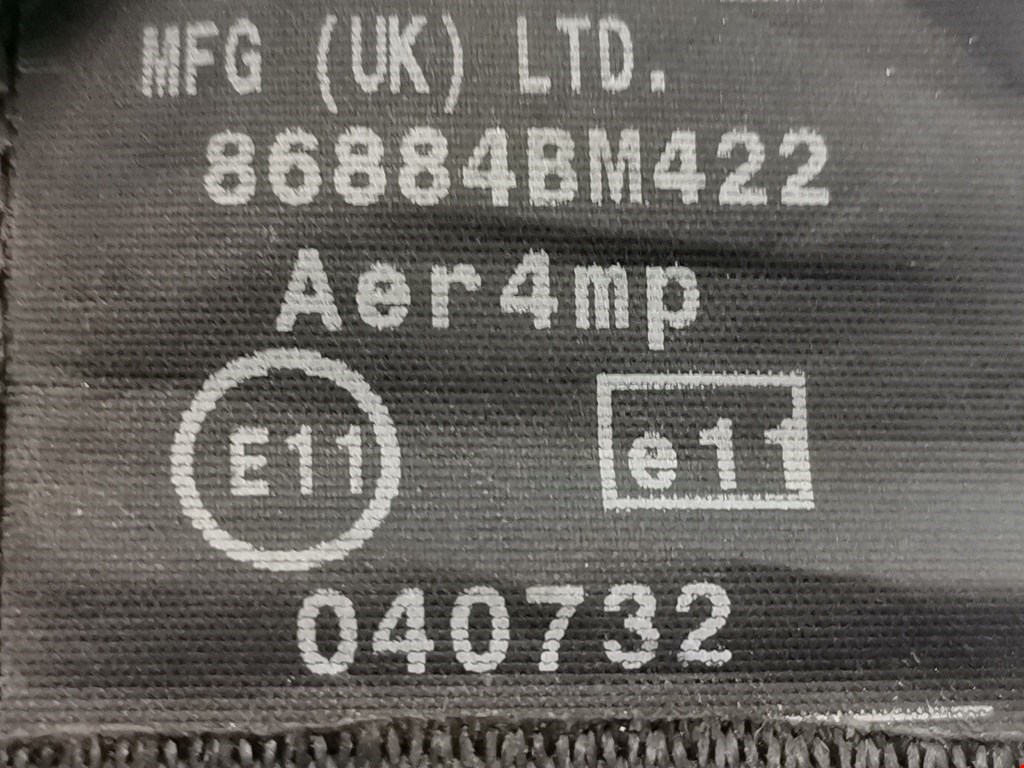 MFG (UK) LTD.
86884BM422
Aer4mp
E11 e11
040732